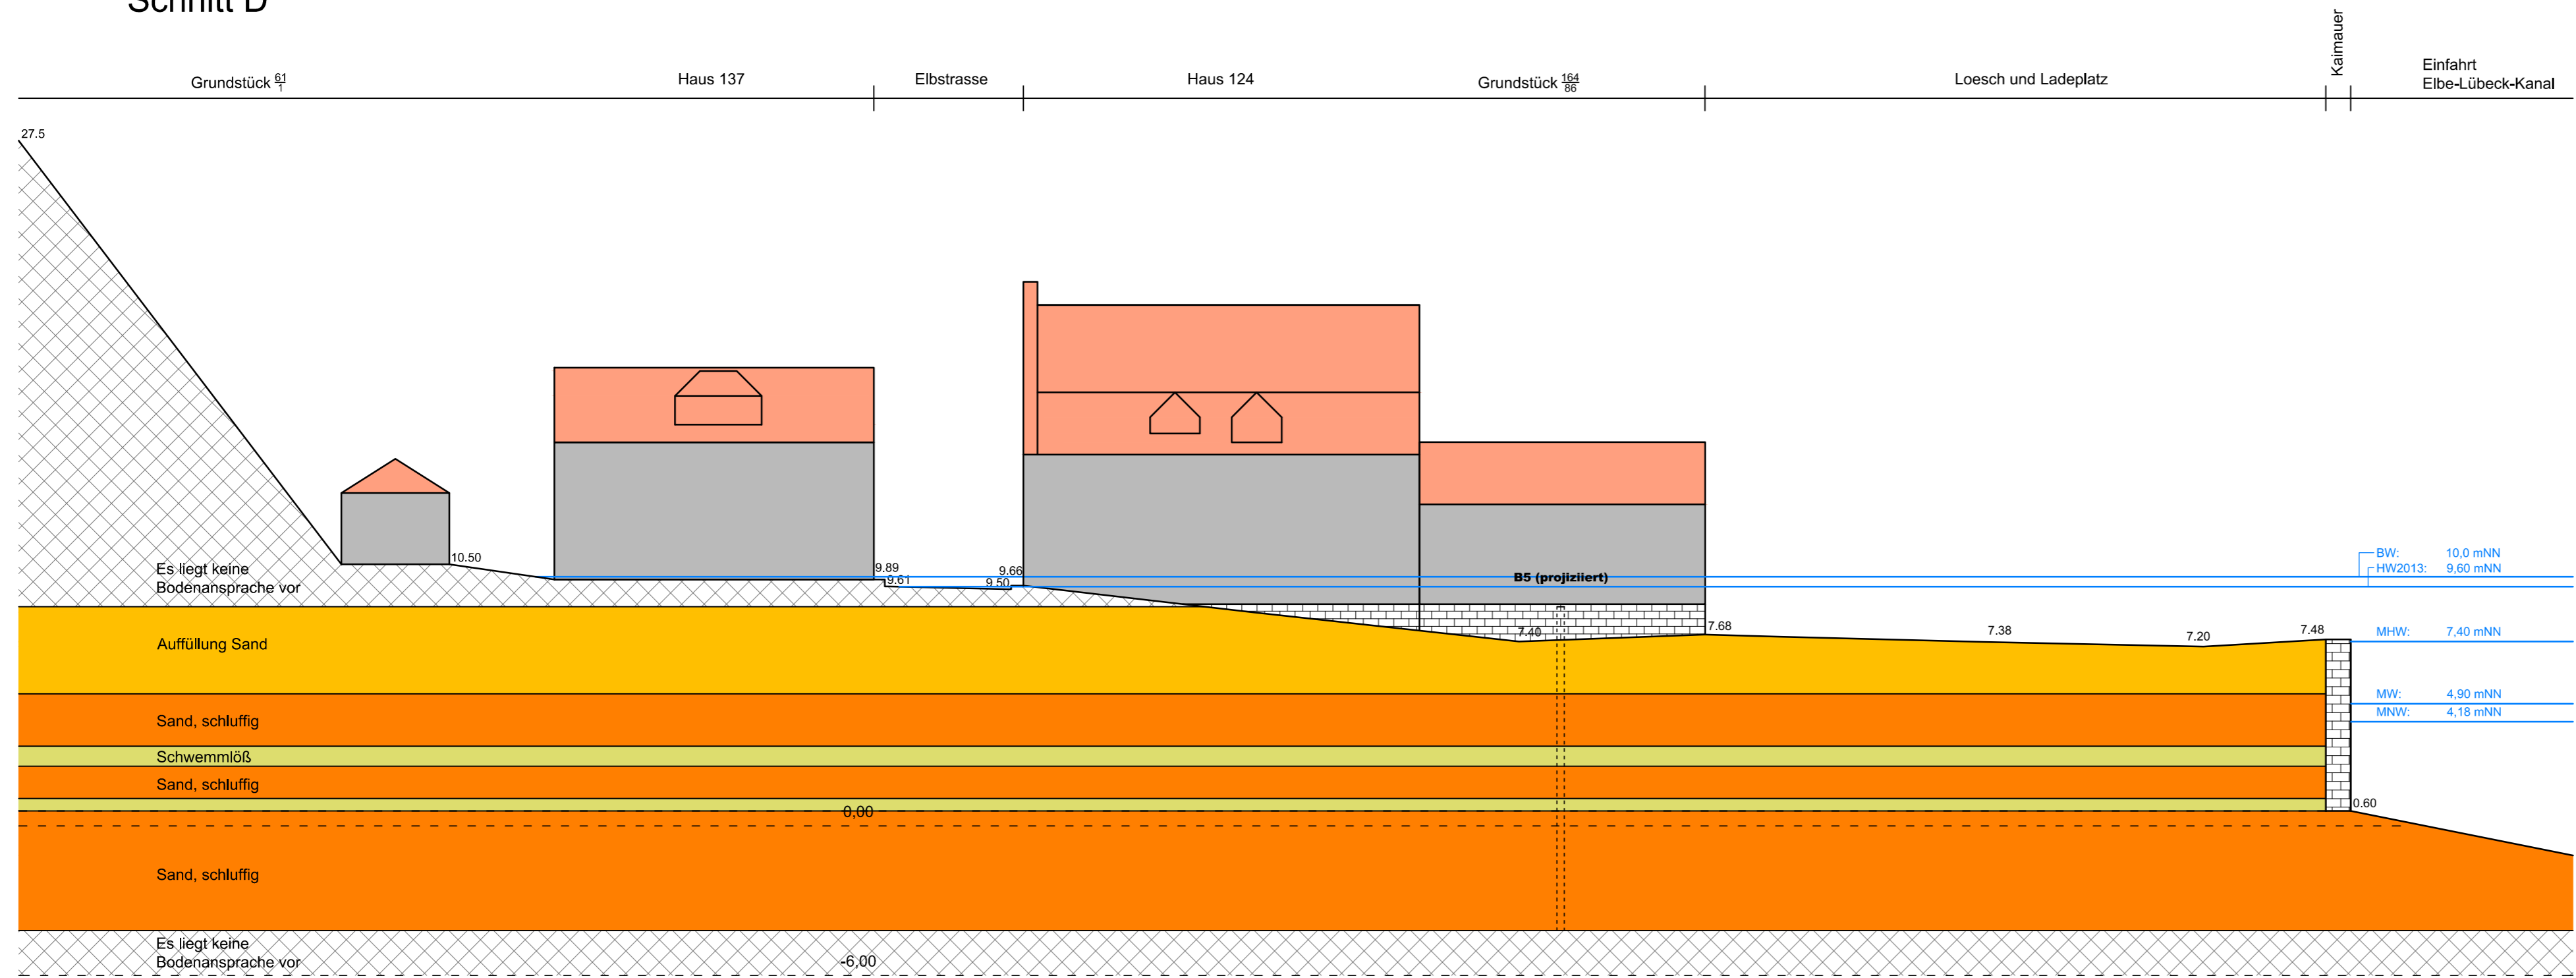 Schnitt D
Grundstück 61/1
Haus 137
Elbstrasse
Haus 124
Grundstück 164/86
Loesch und Ladeplatz
Kaimauer
Einfahrt
Elbe-Lübeck-Kanal
27.5
10.50
9.89
9.61
9.66
9.50
B5 (projiziiert)
BW: 10,0 mNN
HW2013: 9,60 mNN
Es liegt keine
Bodenansprache vor
7.40
7.68
7.38
7.20
7.48
MHW: 7,40 mNN
Auffüllung Sand
MW: 4,90 mNN
MNW: 4,18 mNN
Sand, schluffig
Schwemmlöß
Sand, schluffig
0.60
0,00
Sand, schluffig
Es liegt keine
Bodenansprache vor
-6,00